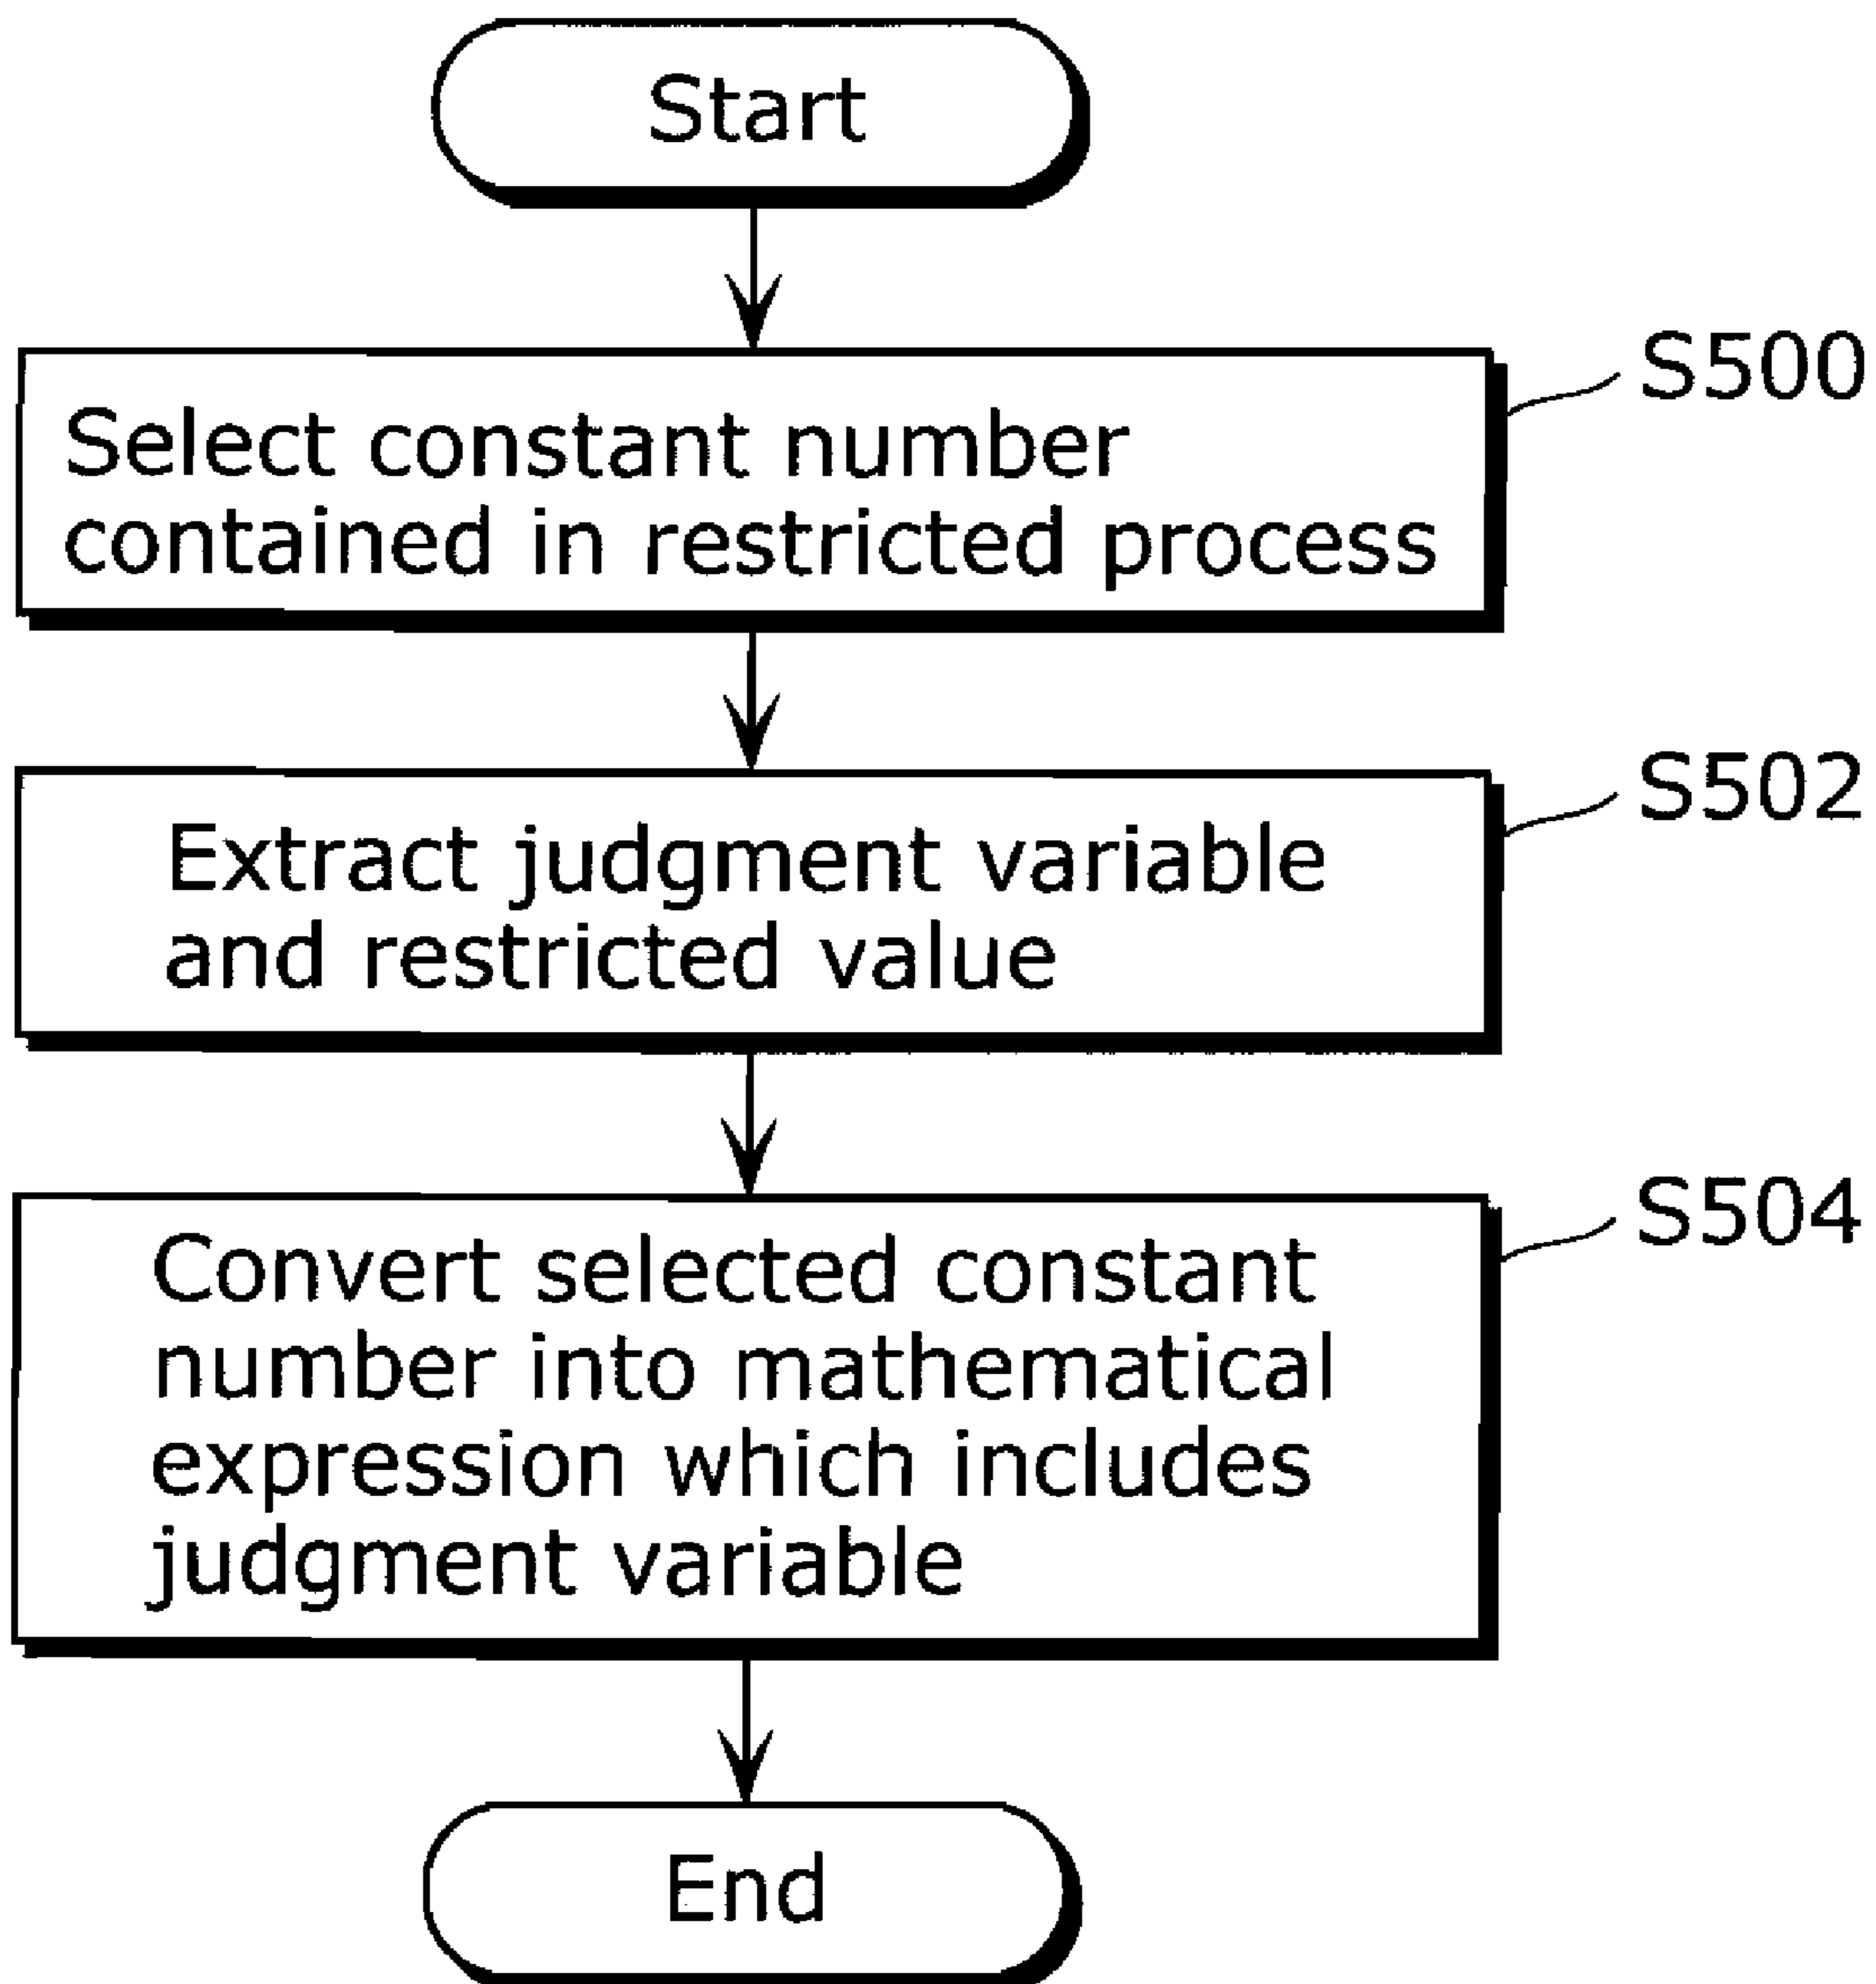 Start
S500
Select constant number
contained in restricted process
S502
Extract judgment variable
and restricted value
S504
Convert selected constant
number into mathematical
expression which includes
judgment variable
End